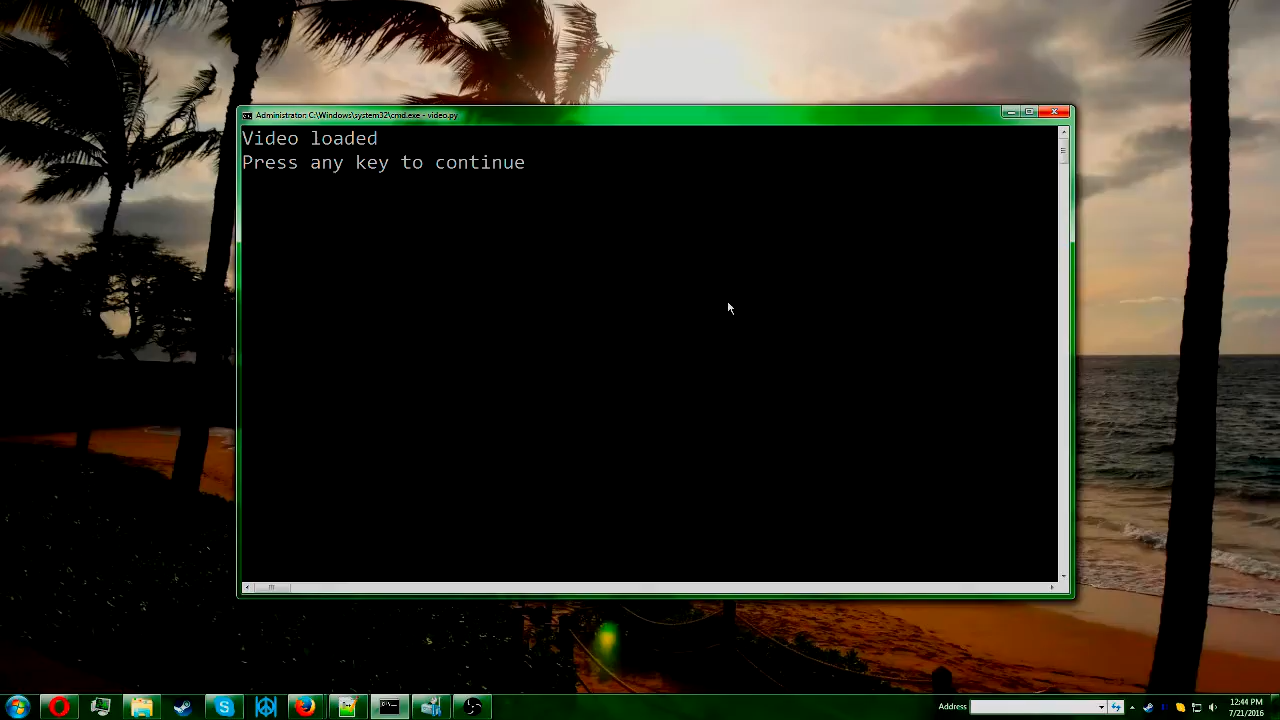 Administrator: C:\Windows\system32\cmd.exe - video.py
Video loaded
Press any key to continue
Address
12:44 PM
7/21/2016